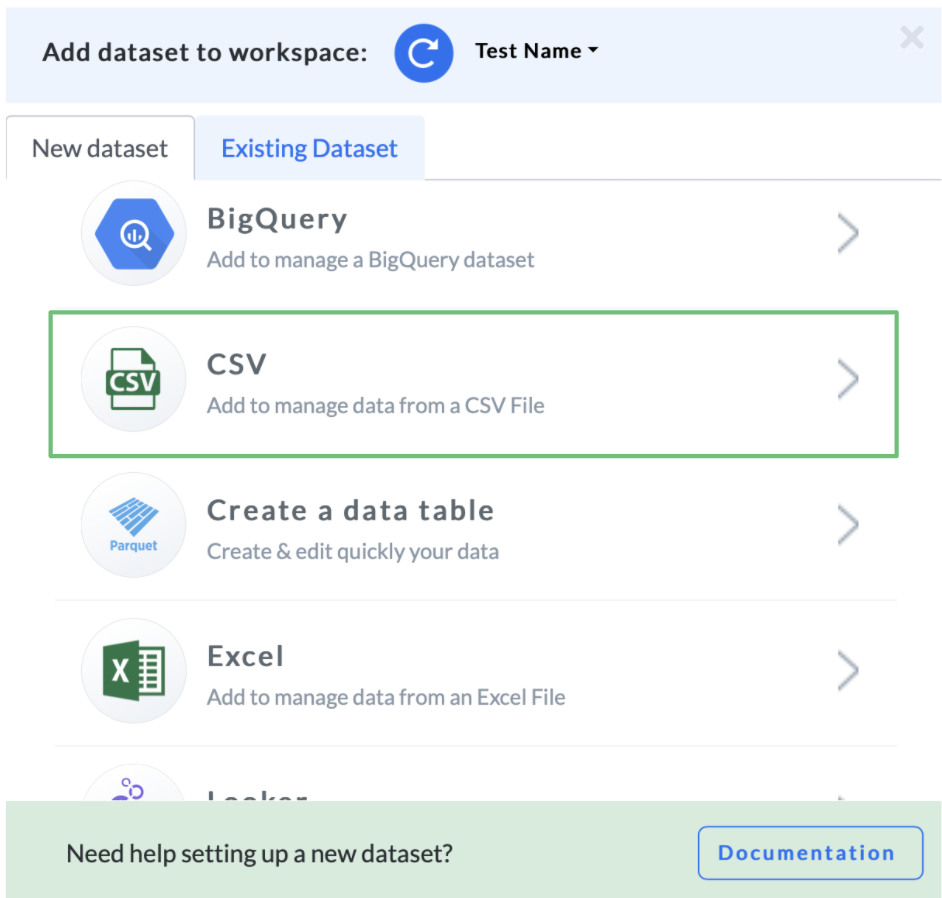 Add dataset to workspace:
Test Name
New dataset
Existing Dataset
BigQuery
Add to manage a BigQuery dataset
CSV
CSV
Add to manage data from a CSV File
Parquet
Create a data table
Create & edit quickly your data
X
Excel
Add to manage data from an Excel File
Looker
Need help setting up a new dataset?
Documentation